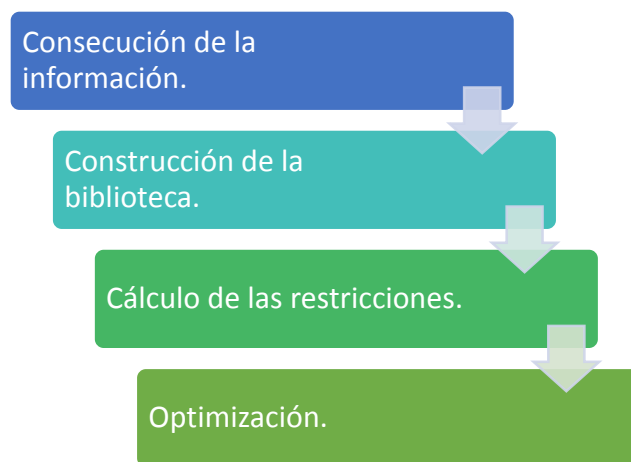 Consecución de la
información.
Construcción de la
biblioteca.
Cálculo de las restricciones.
Optimización.